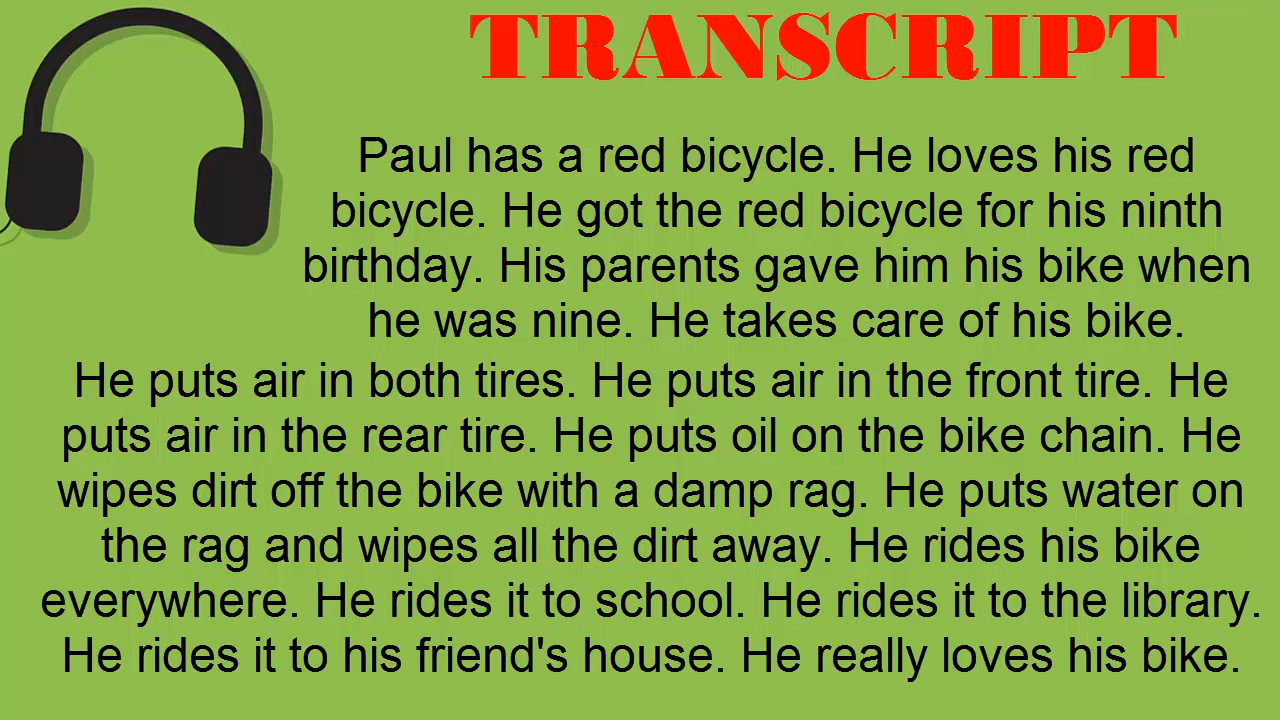 TRANSCRIPT
Paul has a red bicycle. He loves his red
bicycle. He got the red bicycle for his ninth
birthday. His parents gave him his bike when
he was nine. He takes care of his bike.
He puts air in both tires. He puts air in the front tire. He
puts air in the rear tire. He puts oil on the bike chain. He
wipes dirt off the bike with a damp rag. He puts water on
the rag and wipes all the dirt away. He rides his bike
everywhere. He rides it to school. He rides it to the library.
He rides it to his friend's house. He really loves his bike.